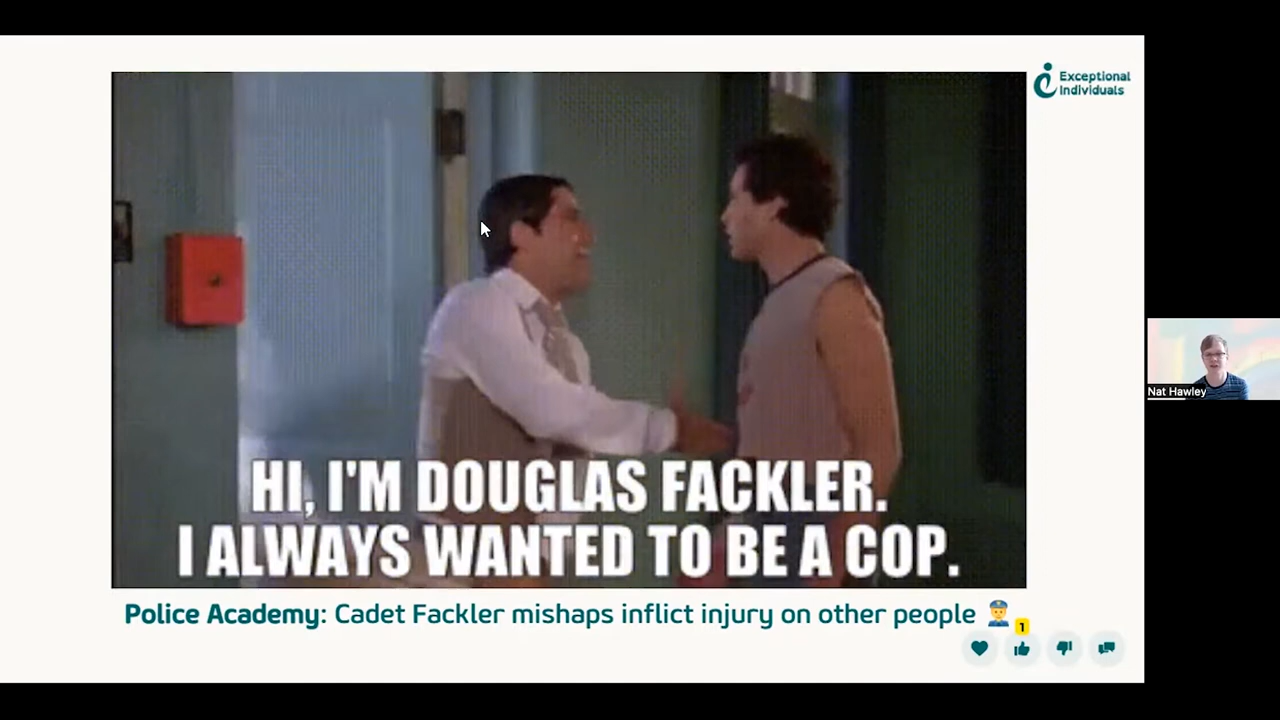 Exceptional
Individuals
HI, I'M DOUGLAS FACKLER.
I ALWAYS WANTED TO BE A COP.
Police Academy: Cadet Fackler mishaps inflict injury on other people 👮
1
Nat Hawley